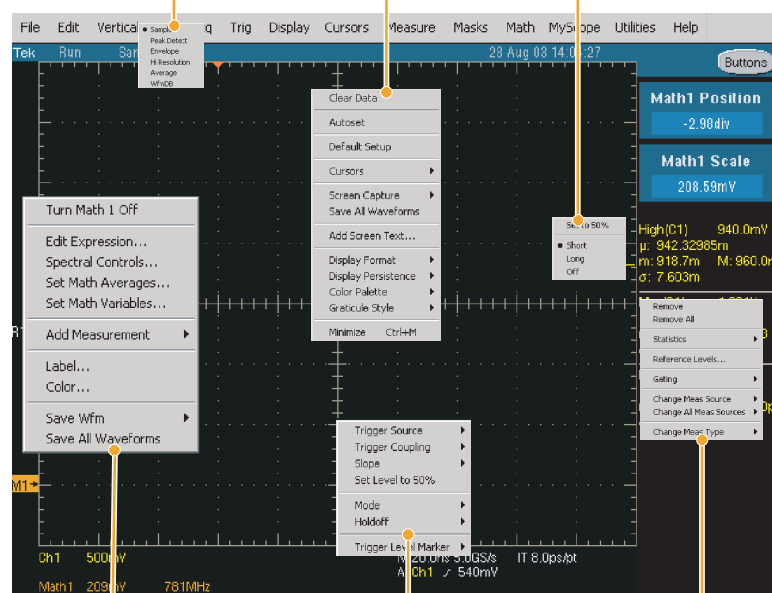 File Edit Vertical q Trig Display Cursors Measure Masks Math MyScope Utilities Help
Tek Run 28 Aug 03
Buttons
Sample
Peak Detect
Envelope
Hi Resolution
Average
WfmDB
Clear Data
Autoset
Default Setup
Cursors
Screen Capture
Save All Waveforms
Add Screen Text...
Display Format
Display Persistence
Color Palette
Graticule Style
Minimize Ctrl+M
Math1 Position
-2.98div
Math1 Scale
208.59mV
Set to 50%
Short
Long
Off
High(C1) 940.0mV
µ: 942.32985m
m: 918.7m M: 960.0m
σ: 7.603m
Turn Math 1 Off
Edit Expression...
Spectral Controls...
Set Math Averages...
Set Math Variables...
Add Measurement
Label...
Color...
Save Wfm
Save All Waveforms
Remove
Remove All
Statistics
Reference Levels...
Gating
Change Meas Source
Change All Meas Sources
Change Meas Type
Trigger Source
Trigger Coupling
Slope
Set Level to 50%
Mode
Holdoff
Trigger Level Marker
M1
Ch1 500mV
5.0GS/s IT 8.0ps/pt
A Ch1 540mV
Math1 209mV 781MHz